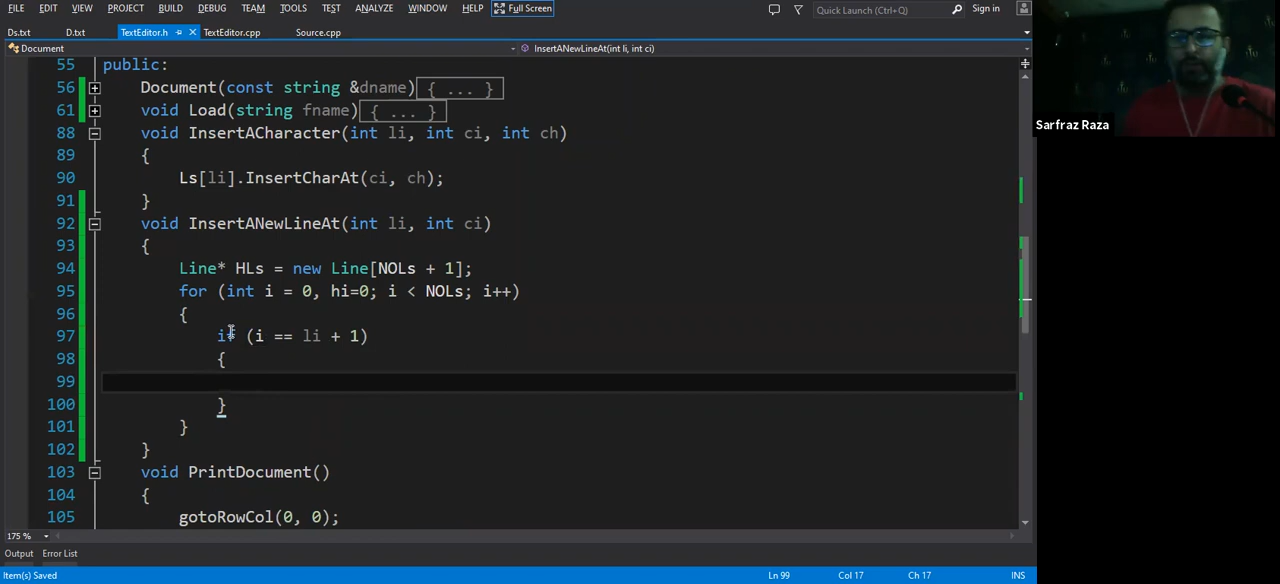 FILE EDIT VIEW PROJECT BUILD DEBUG TEAM TOOLS TEST ANALYZE WINDOW HELP Full Screen Quick Launch (Ctrl+Q) Sign in
Ds.txt D.txt TextEditor.h TextEditor.cpp Source.cpp
Document InsertANewLineAt(int li, int ci)
55 public:
56 Document(const string &dname){ ... }
61 void Load(string fname){ ... }
88 void InsertACharacter(int li, int ci, int ch)
89 {
90 Ls[li].InsertCharAt(ci, ch);
91 }
92 void InsertANewLineAt(int li, int ci)
93 {
94 Line* HLs = new Line[NOLs + 1];
95 for (int i = 0, hi=0; i < NOLs; i++)
96 {
97 if (i == li + 1)
98 {
99
100 }
101 }
102 }
103 void PrintDocument()
104 {
105 gotoRowCol(0, 0);
175 %
Output Error List
Item(s) Saved Ln 99 Col 17 Ch 17 INS
Sarfraz Raza